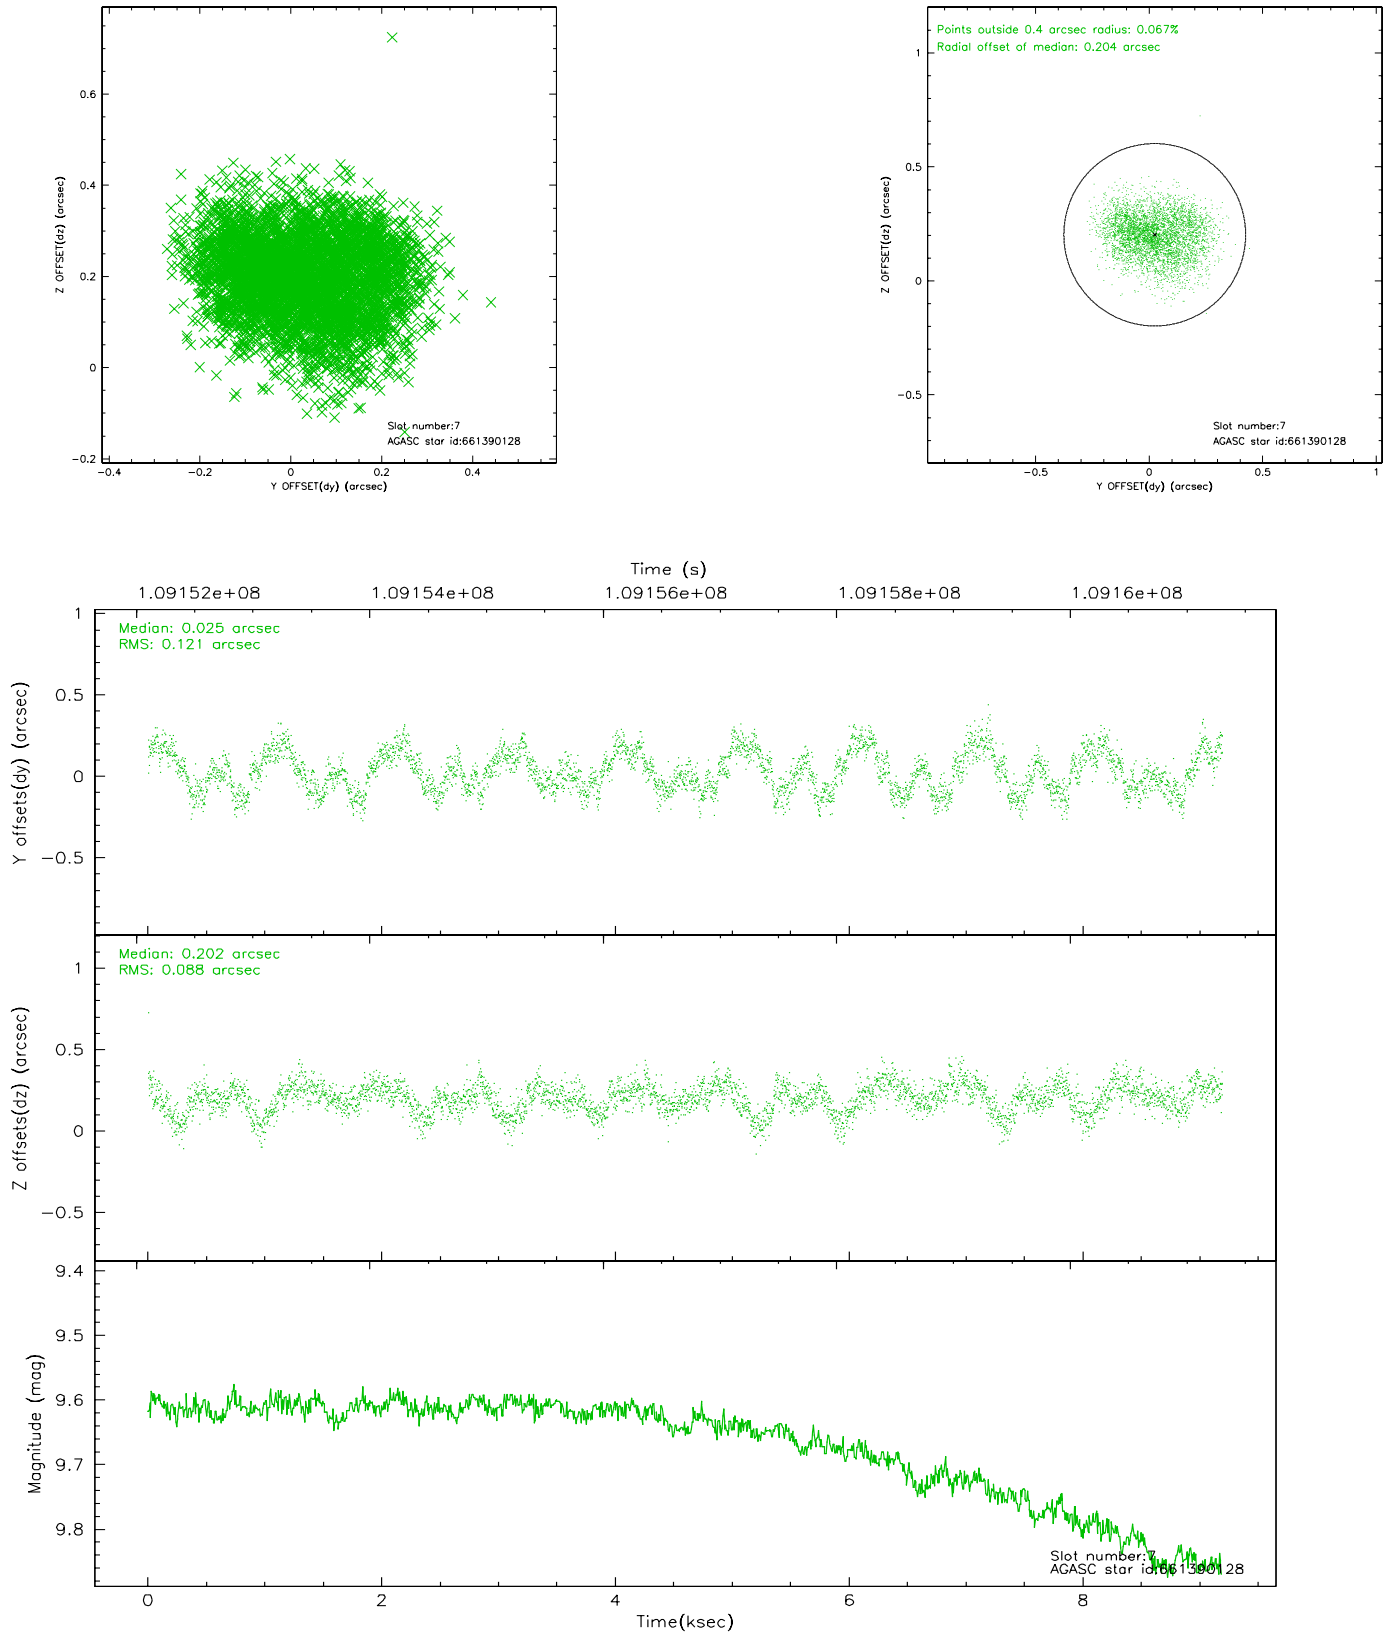 0.6
0.4
0.2
0
−0.2
−0.4
−0.2
0
0.2
0.4
Z OFFSET(dz) (arcsec)
Y OFFSET(dy) (arcsec)
Slot number:7
AGASC star id:661390128
Points outside 0.4 arcsec radius: 0.067%
Radial offset of median: 0.204 arcsec
1
0.5
0
−0.5
−0.5
0
0.5
1
Z OFFSET(dz) (arcsec)
Y OFFSET(dy) (arcsec)
Slot number:7
AGASC star id:661390128
Time (s)
1.09152e+08
1.09154e+08
1.09156e+08
1.09158e+08
1.0916e+08
Median: 0.025 arcsec
RMS: 0.121 arcsec
1
0.5
0
−0.5
Y offsets(dy) (arcsec)
Median: 0.202 arcsec
RMS: 0.088 arcsec
1
0.5
0
−0.5
Z offsets(dz) (arcsec)
9.4
9.5
9.6
9.7
9.8
Magnitude (mag)
Slot number:7
AGASC star id:661390128
0
2
4
6
8
Time(ksec)